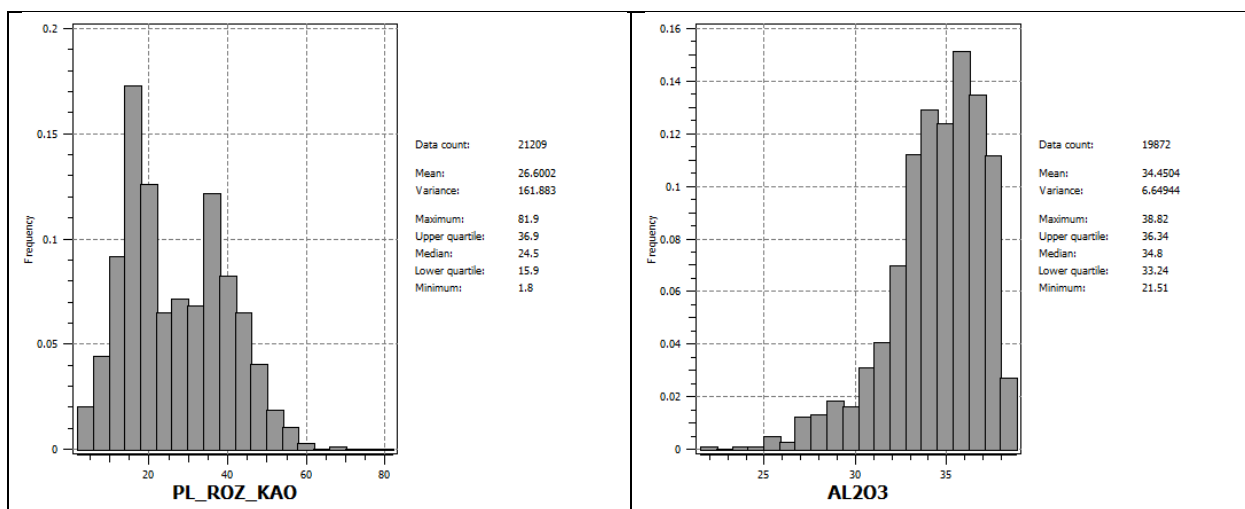 0.2
0.15
0.1
0.05
0
Frequency
20
40
60
80
PL_ROZ_KAO
Data count: 21209
Mean: 26.6002
Variance: 161.883
Maximum: 81.9
Upper quartile: 36.9
Median: 24.5
Lower quartile: 15.9
Minimum: 1.8
0.16
0.14
0.12
0.1
0.08
0.06
0.04
0.02
0
Frequency
25
30
35
AL2O3
Data count: 19872
Mean: 34.4504
Variance: 6.64944
Maximum: 38.82
Upper quartile: 36.34
Median: 34.8
Lower quartile: 33.24
Minimum: 21.51